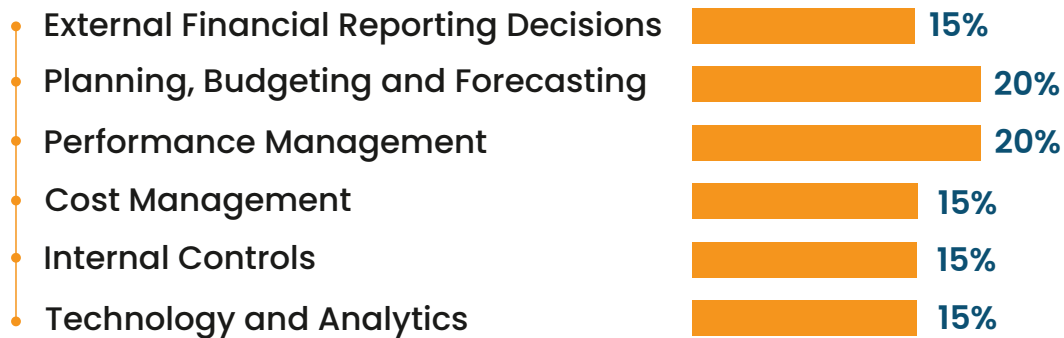 External Financial Reporting Decisions 15%
Planning, Budgeting and Forecasting 20%
Performance Management 20%
Cost Management 15%
Internal Controls 15%
Technology and Analytics 15%